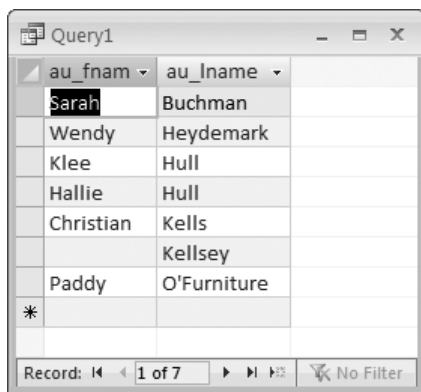 Query1
au_fnam au_lname
Sarah Buchman
Wendy Heydemark
Klee Hull
Hallie Hull
Christian Kells
Kellsey
Paddy O'Furniture
Record: 1 of 7 No Filter